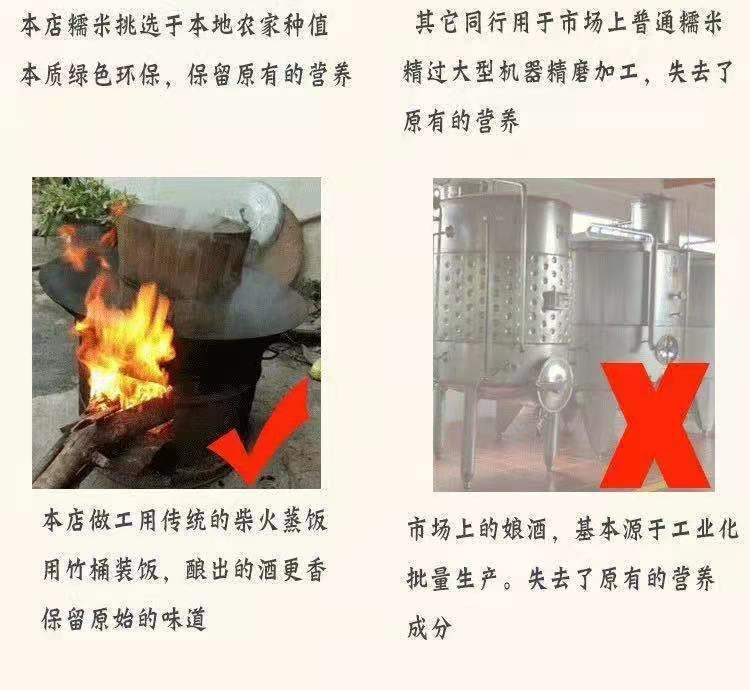 本店糯米挑选于本地农家种值
本质绿色环保，保留原有的营养
其它同行用于市场上普通糯米
精过大型机器精磨加工，失去了
原有的营养
本店做工用传统的柴火蒸饭
用竹桶装饭，酿出的酒更香
保留原始的味道
市场上的娘酒，基本源于工业化
批量生产。失去了原有的营养
成分